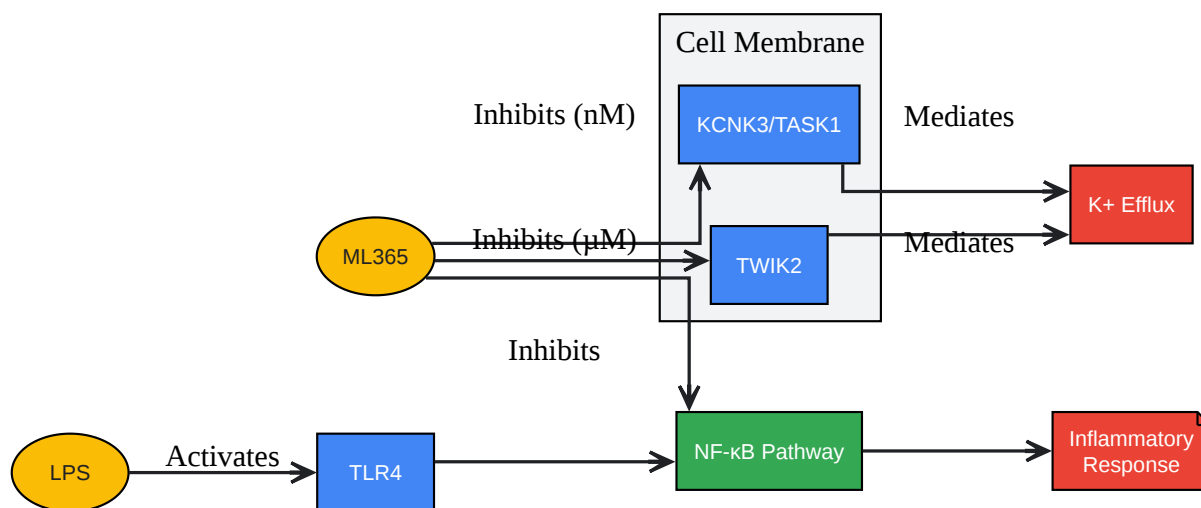 Cell Membrane
Inhibits (nM)
KCNK3/TASK1
Mediates
K+ Efflux
ML365
Inhibits (µM)
TWIK2
Mediates
Inhibits
LPS
Activates
TLR4
NF-κB Pathway
Inflammatory
Response